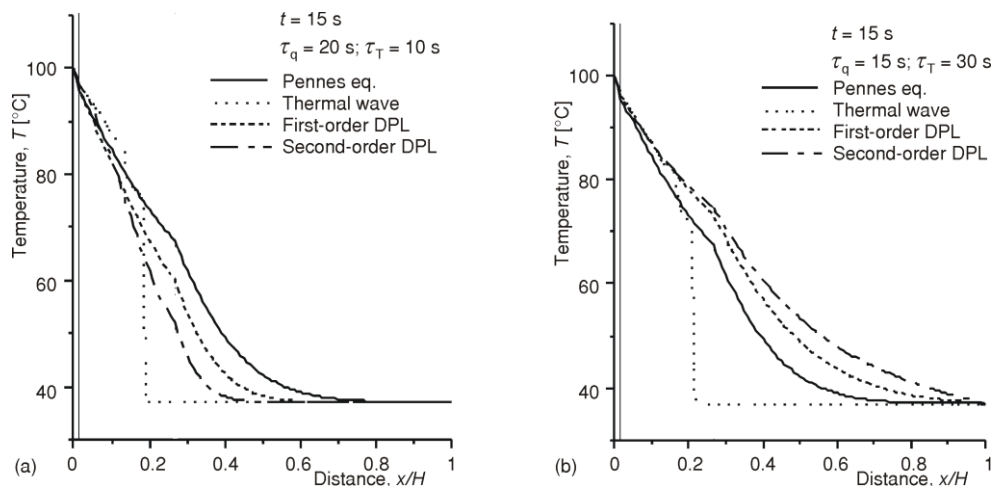 t = 15 s
τq = 20 s; τT = 10 s
Pennes eq.
Thermal wave
First-order DPL
Second-order DPL
Temperature, T [°C]
100
80
60
40
0
0.2
0.4
0.6
0.8
1
Distance, x/H
(a)
t = 15 s
τq = 15 s; τT = 30 s
Pennes eq.
Thermal wave
First-order DPL
Second-order DPL
Temperature, T [°C]
100
80
60
40
0
0.2
0.4
0.6
0.8
1
Distance, x/H
(b)